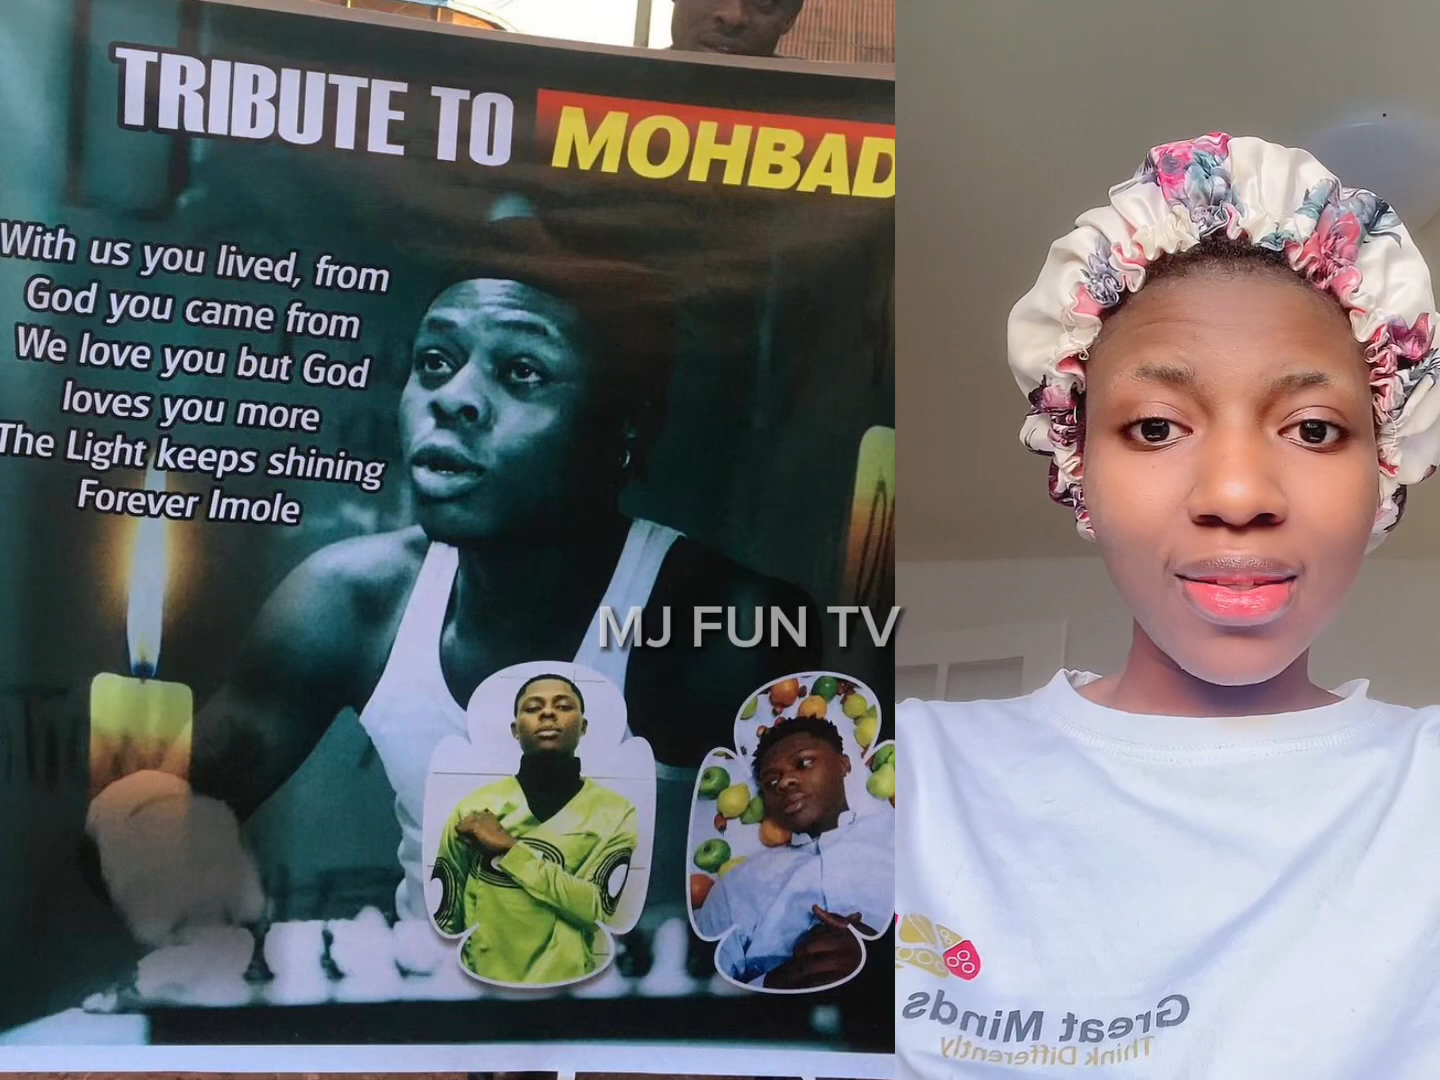 TRIBUTE TO MOHBAD
With us you lived, from
God you came from
We love you but God
loves you more
The Light keeps shining
Forever Imole
MJ FUN TV
Great Minds
Think Differently